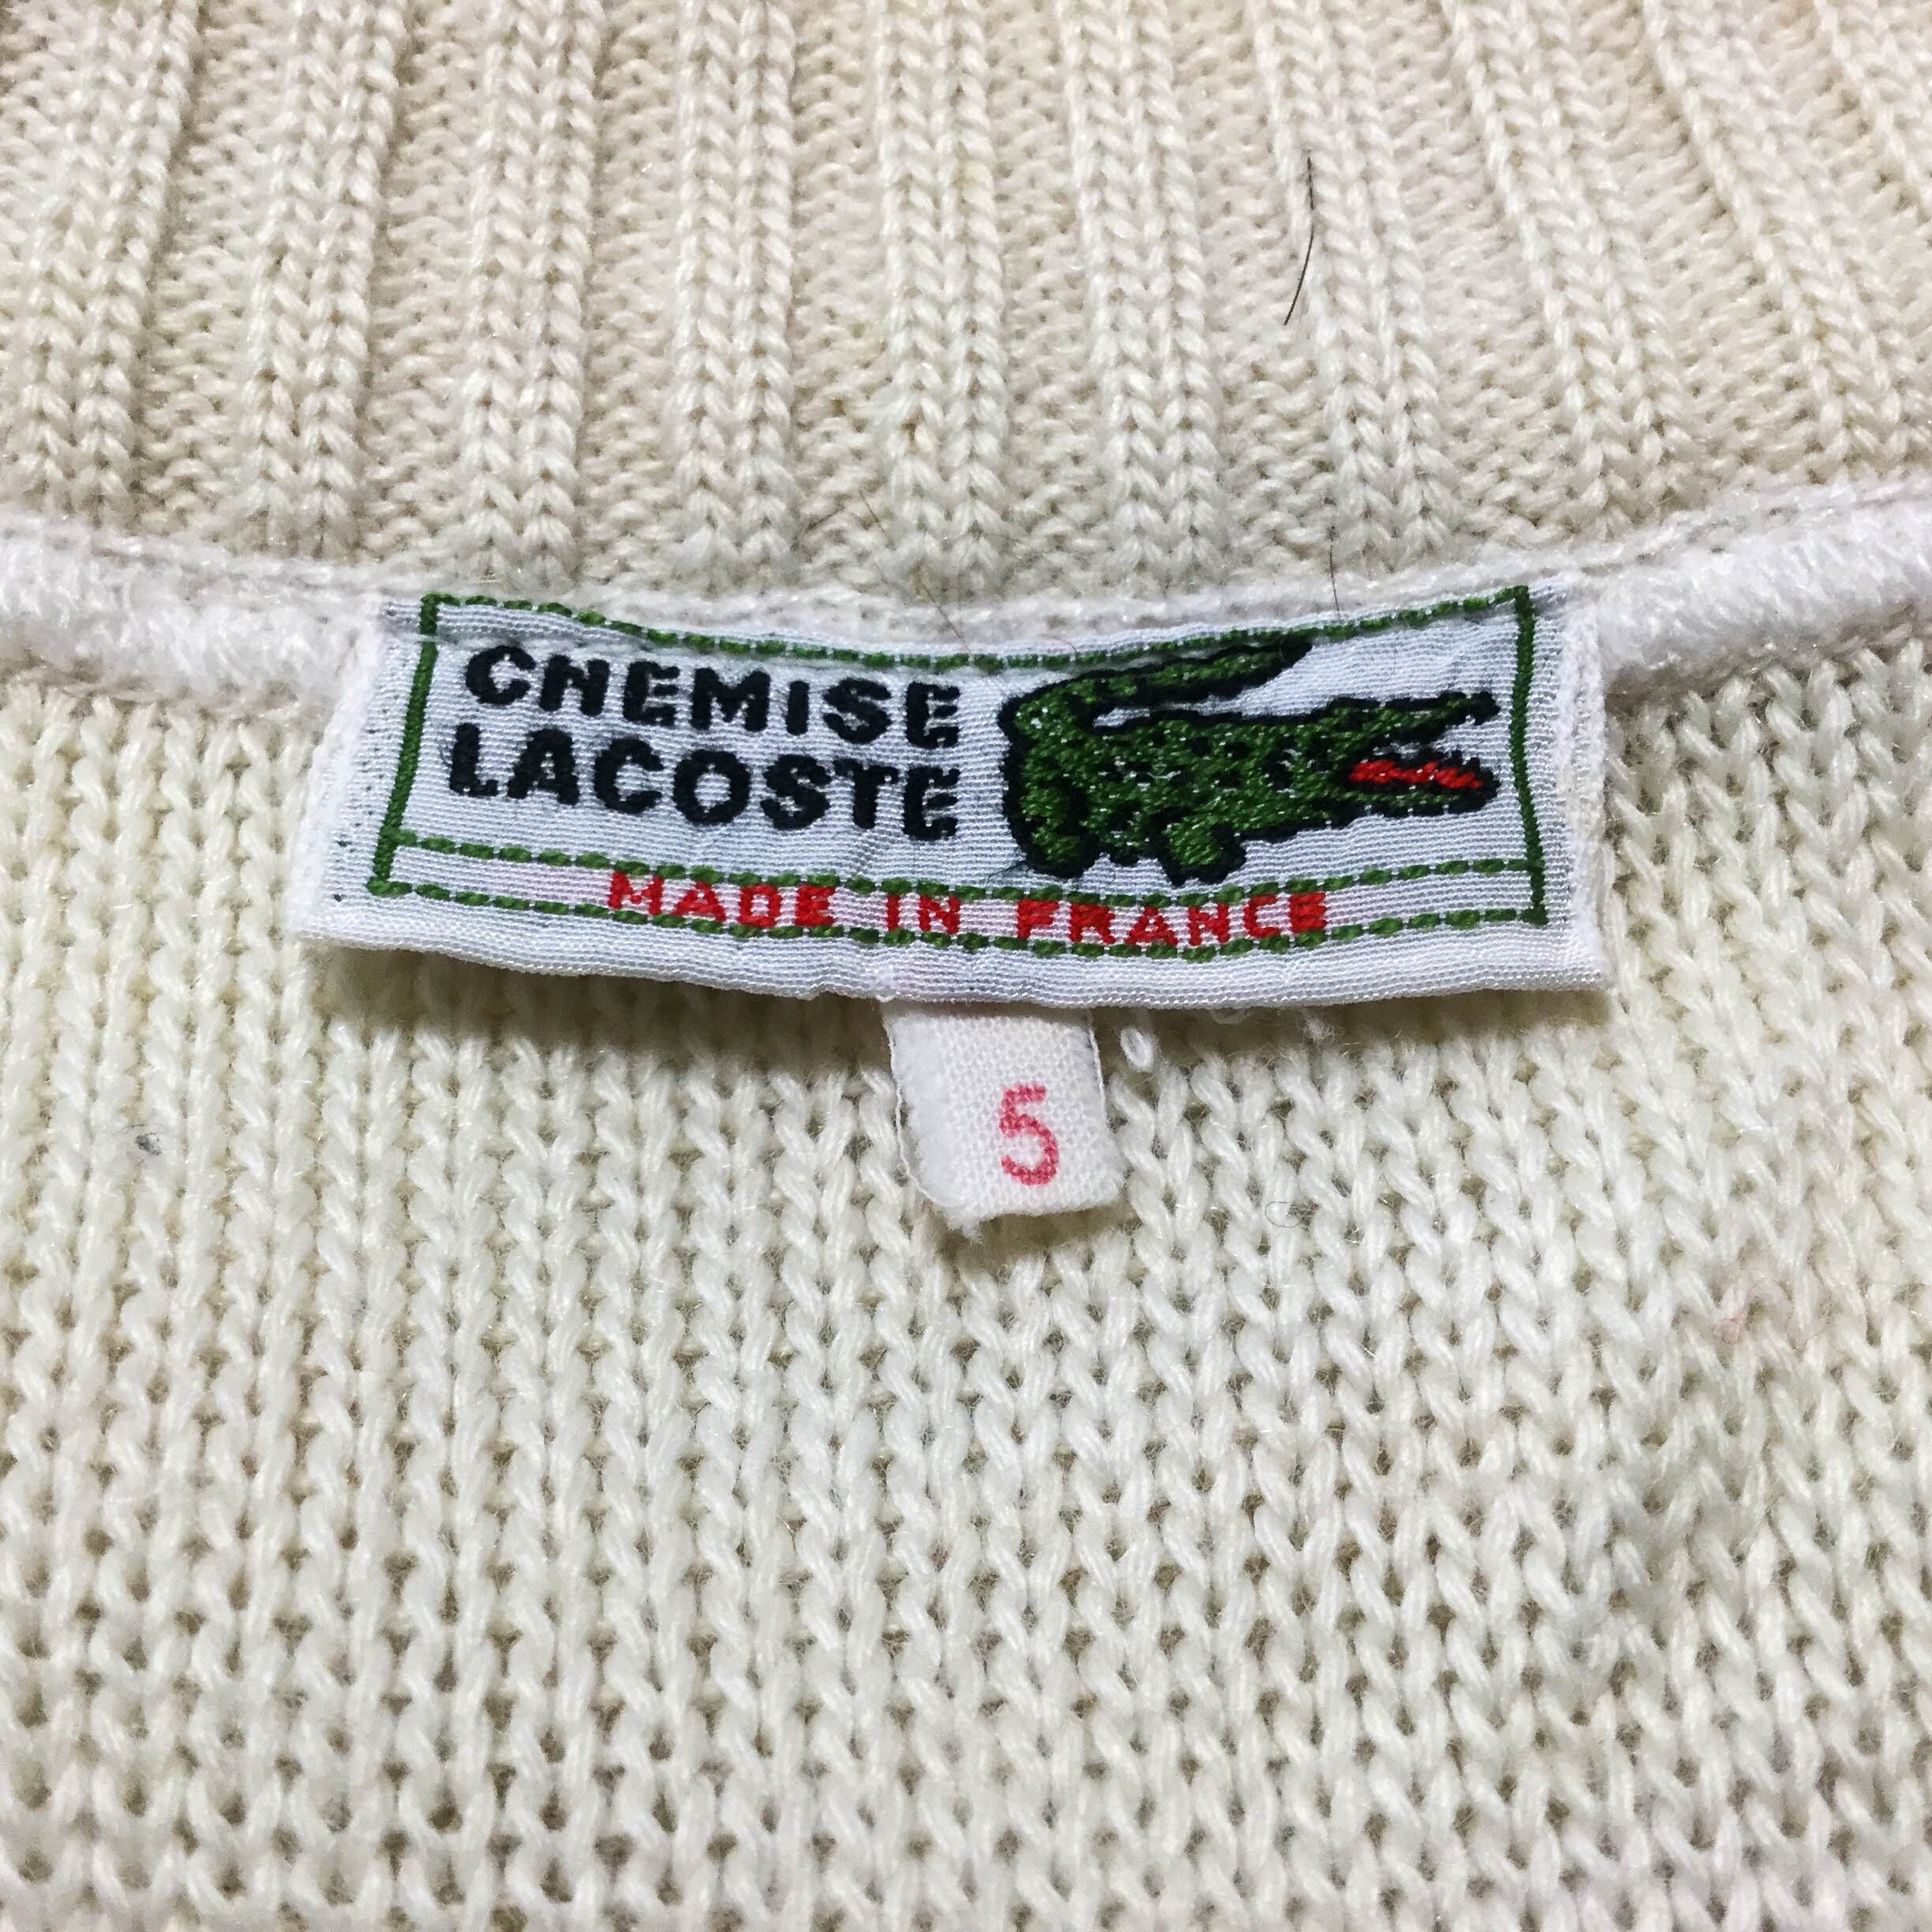 CHEMISE
LACOSTE
MADE IN FRANCE
5